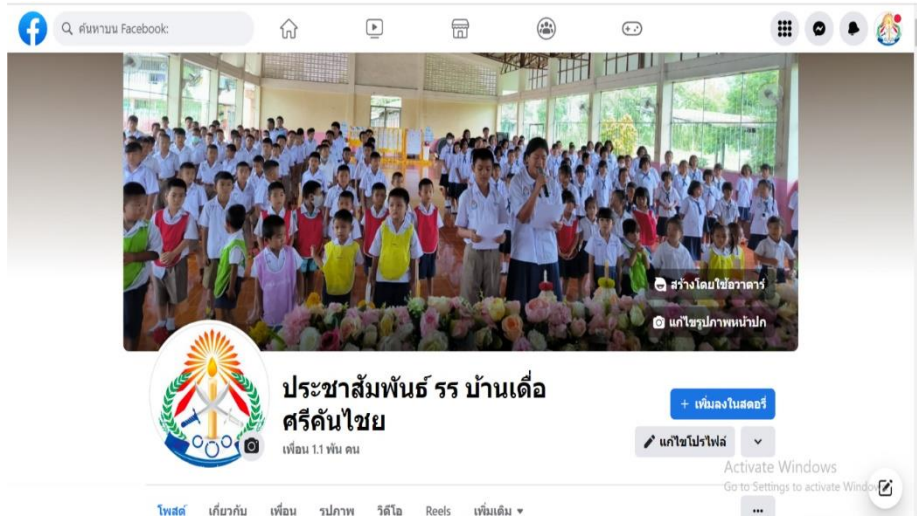 ค้นหาบน Facebook:
สร้างโดยใช้อวาตาร์
แก้ไขรูปภาพหน้าปก
ประชาสัมพันธ์ รร บ้านเดื่อ
ศรีคันไชย
เพื่อน 1.1 พัน คน
+ เพิ่มลงในสตอรี่
แก้ไขโปรไฟล์
Activate Windows
Go to Settings to activate Window
โพสต์ เกี่ยวกับ เพื่อน รูปภาพ วิดีโอ Reels เพิ่มเติม